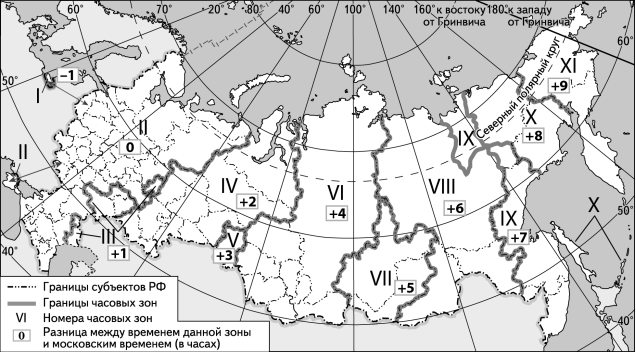 60° 20° 40° 60° 80° 100° 120° 140° 160° к востоку от Гринвича 180° к западу от Гринвича 60°
Северный полярный круг
50°
I
–1
II
0
XI
+9
X
+8
IX
II
IV
+2
VI
+4
VIII
+6
IX
+7
X
50°
III
+1
V
+3
VII
+5
40°
40°
Границы субъектов РФ
Границы часовых зон
VI Номера часовых зон
0 Разница между временем данной зоны
и московским временем (в часах)